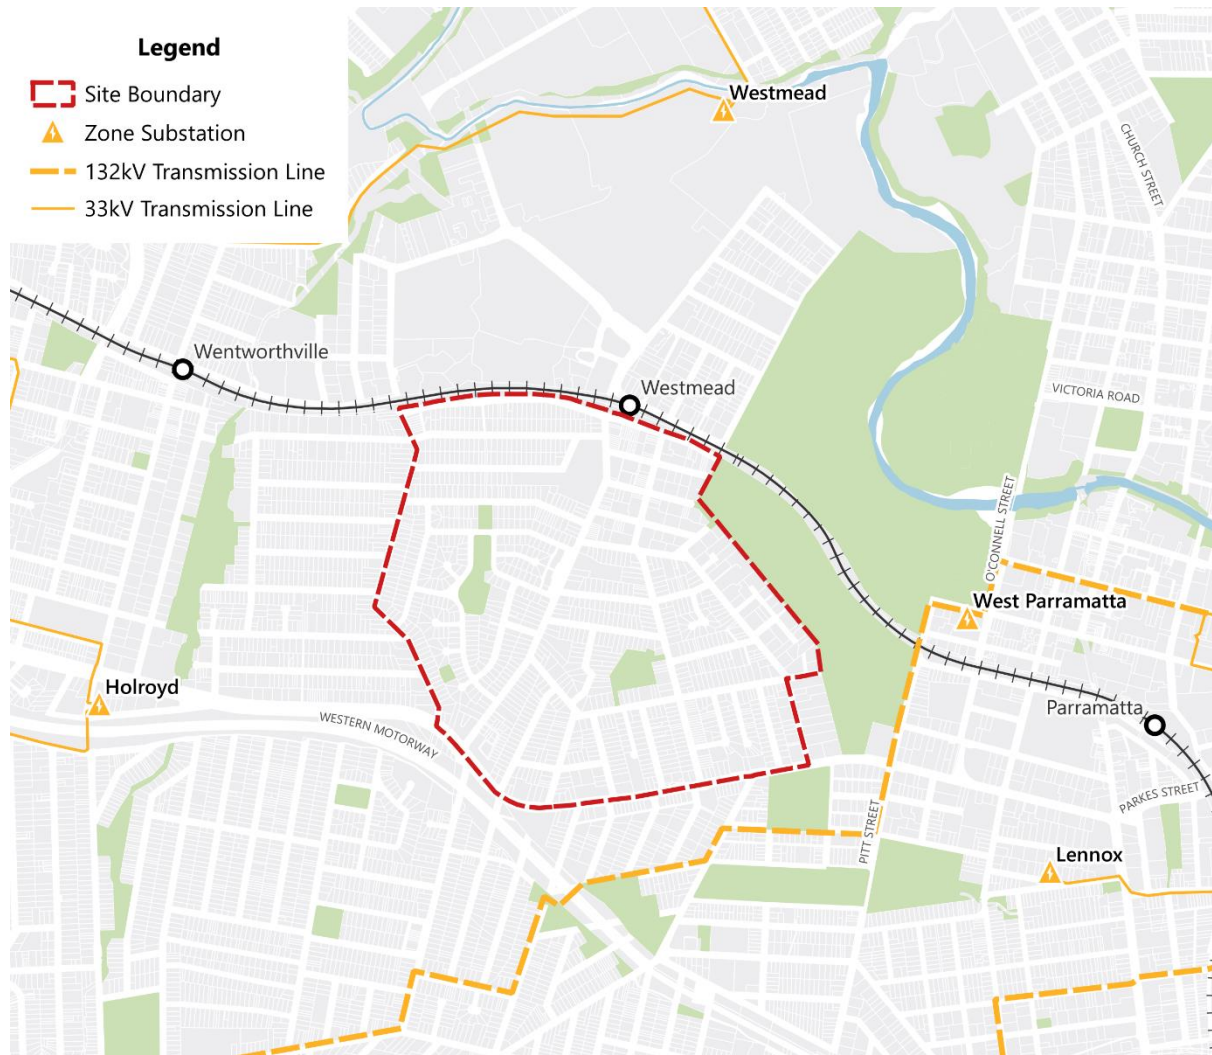 Legend
Site Boundary
Zone Substation
132kV Transmission Line
33kV Transmission Line
Westmead
CHURCH STREET
Wentworthville
Westmead
VICTORIA ROAD
O'CONNELL STREET
West Parramatta
Holroyd
WESTERN MOTORWAY
Parramatta
PARKES STREET
PITT STREET
Lennox